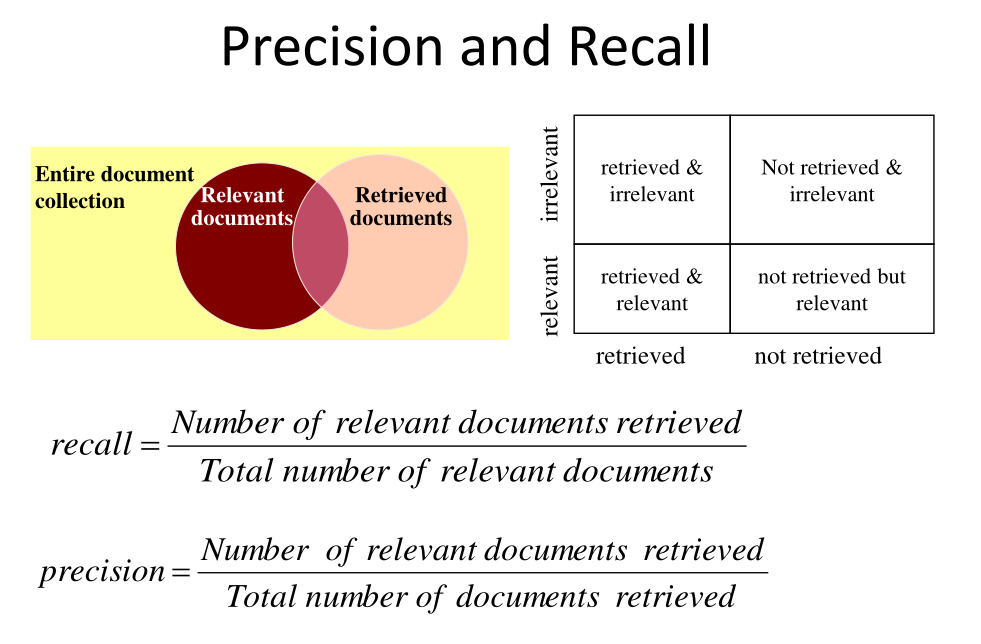 Precision and Recall
Entire document
collection
Relevant
documents
Retrieved
documents
irrelevant
relevant
retrieved &
irrelevant
Not retrieved &
irrelevant
retrieved &
relevant
not retrieved but
relevant
retrieved
not retrieved
recall = Number of relevant documents retrieved
Total number of relevant documents
precision = Number of relevant documents retrieved
Total number of documents retrieved